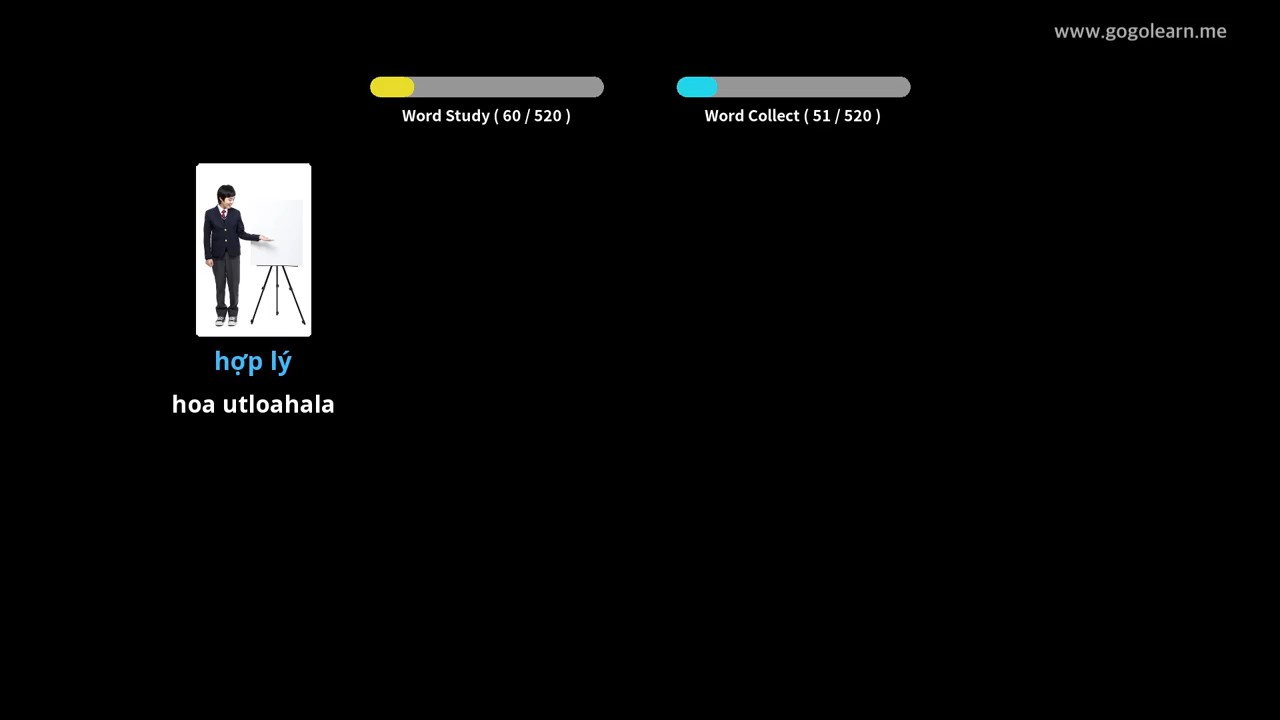 www.gogolearn.me
Word Study ( 60 / 520 )
Word Collect ( 51 / 520 )
hợp lý
hoa utloahala